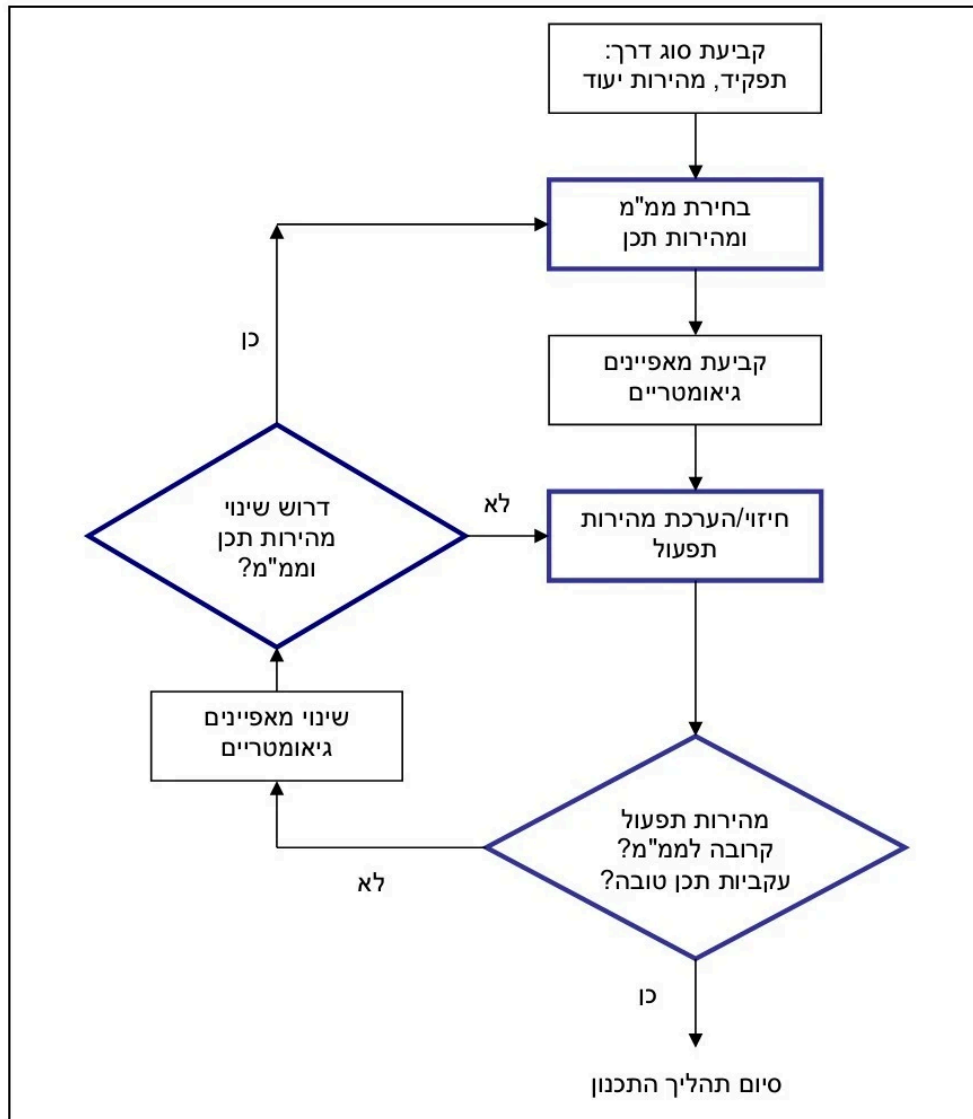 קביעת סוג דרך:
תפקיד, מהירות יעוד
בחירת ממ"מ
ומהירות תכן
כן
קביעת מאפיינים
גיאומטריים
דרוש שינוי
מהירות תכן
וממ"מ?
לא
חיזוי/הערכת מהירות
תפעול
שינוי מאפיינים
גיאומטריים
מהירות תפעול
קרובה לממ"מ?
עקביות תכן טובה?
לא
כן
סיום תהליך התכנון